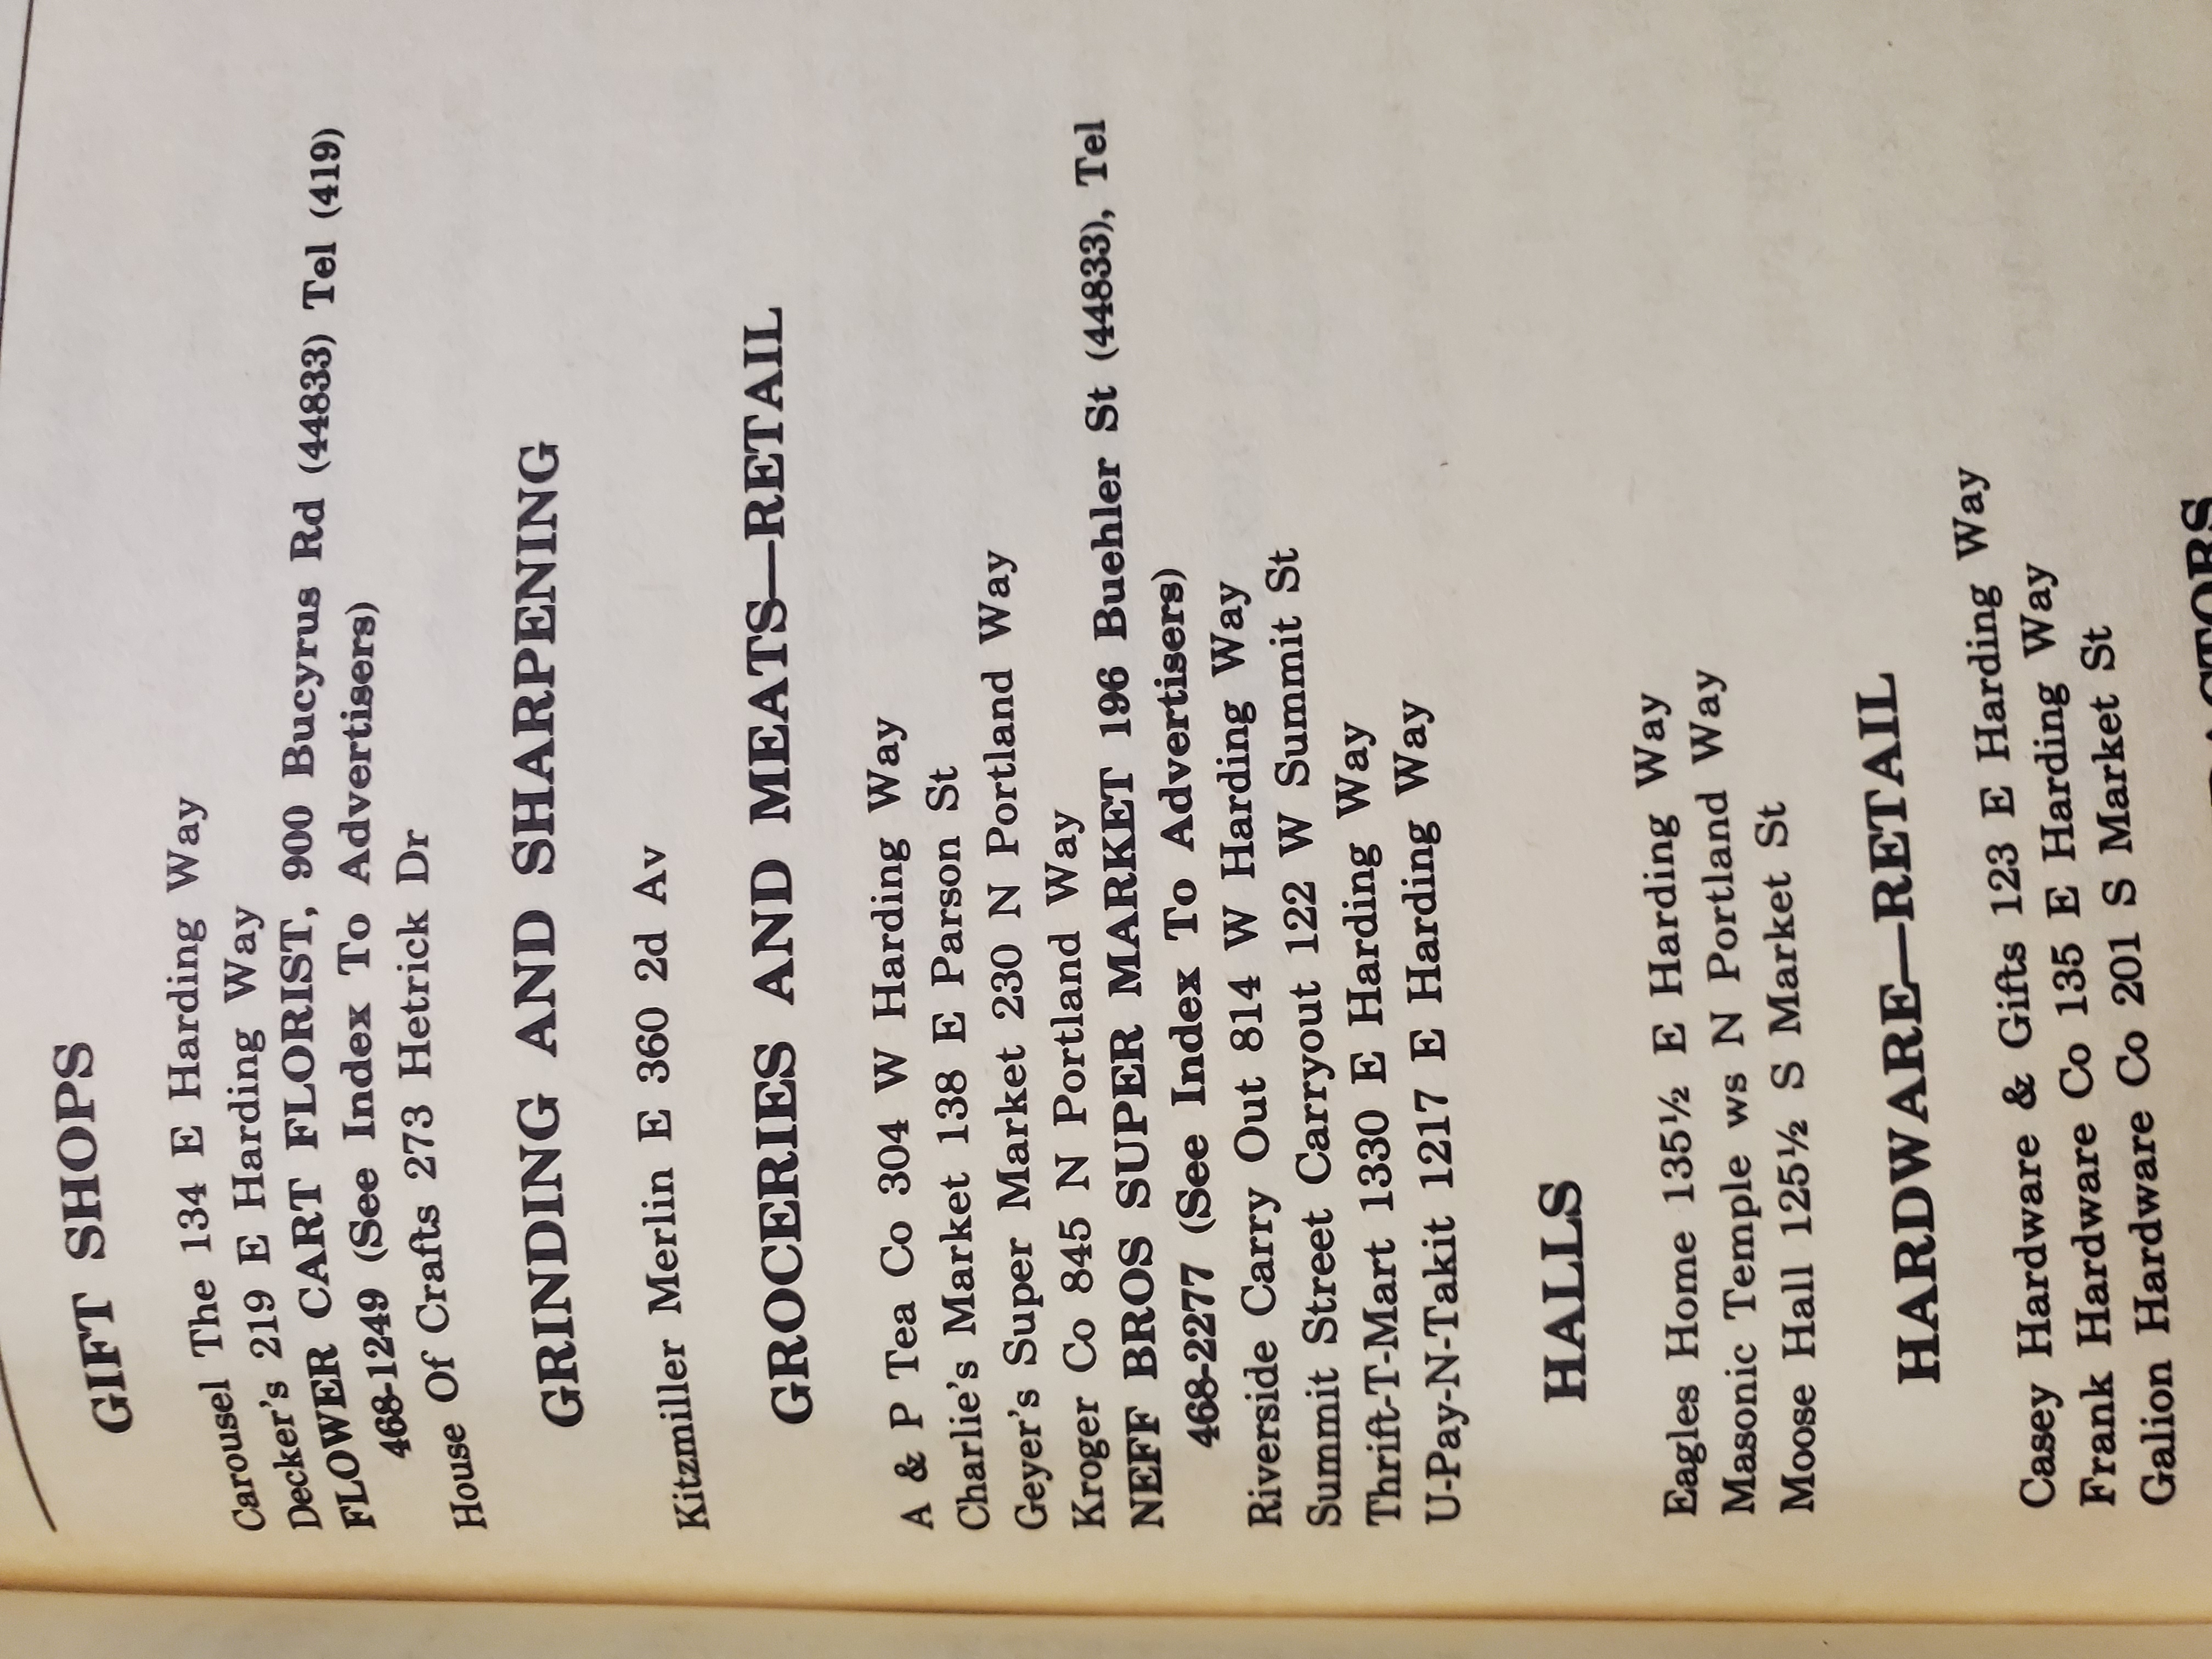 GIFT SHOPS
Carousel The 134 E Harding Way
Decker's 219 E Harding Way
FLOWER CART FLORIST, 900 Bucyrus Rd (44833) Tel (419)
468-1249 (See Index To Advertisers)
House Of Crafts 273 Hetrick Dr
GRINDING AND SHARPENING
Kitzmiller Merlin E 360 2d Av
GROCERIES AND MEATS—RETAIL
A & P Tea Co 304 W Harding Way
Charlie's Market 138 E Parson St
Geyer's Super Market 230 N Portland Way
Kroger Co 845 N Portland Way
NEFF BROS SUPER MARKET 196 Buehler St (44833), Tel
468-2277 (See Index To Advertisers)
Riverside Carry Out 814 W Harding Way
Summit Street Carryout 122 W Summit St
Thrift-T-Mart 1330 E Harding Way
U-Pay-N-Takit 1217 E Harding Way
HALLS
Eagles Home 135½ E Harding Way
Masonic Temple ws N Portland Way
Moose Hall 125½ S Market St
HARDWARE—RETAIL
Casey Hardware & Gifts 123 E Harding Way
Frank Hardware Co 135 E Harding Way
Galion Hardware Co 201 S Market St